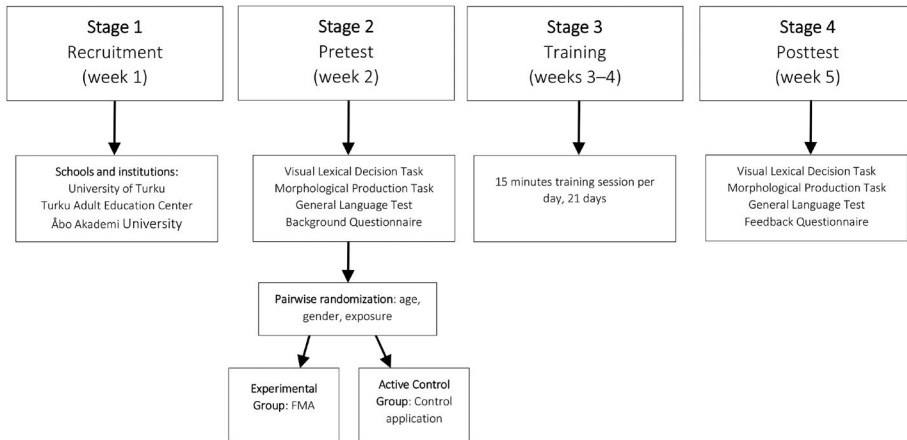 Stage 1
Recruitment
(week 1)
Stage 2
Pretest
(week 2)
Stage 3
Training
(weeks 3–4)
Stage 4
Posttest
(week 5)
Schools and institutions:
University of Turku
Turku Adult Education Center
Åbo Akademi University
Visual Lexical Decision Task
Morphological Production Task
General Language Test
Background Questionnaire
15 minutes training session per
day, 21 days
Visual Lexical Decision Task
Morphological Production Task
General Language Test
Feedback Questionnaire
Pairwise randomization: age,
gender, exposure
Experimental
Group: FMA
Active Control
Group: Control
application